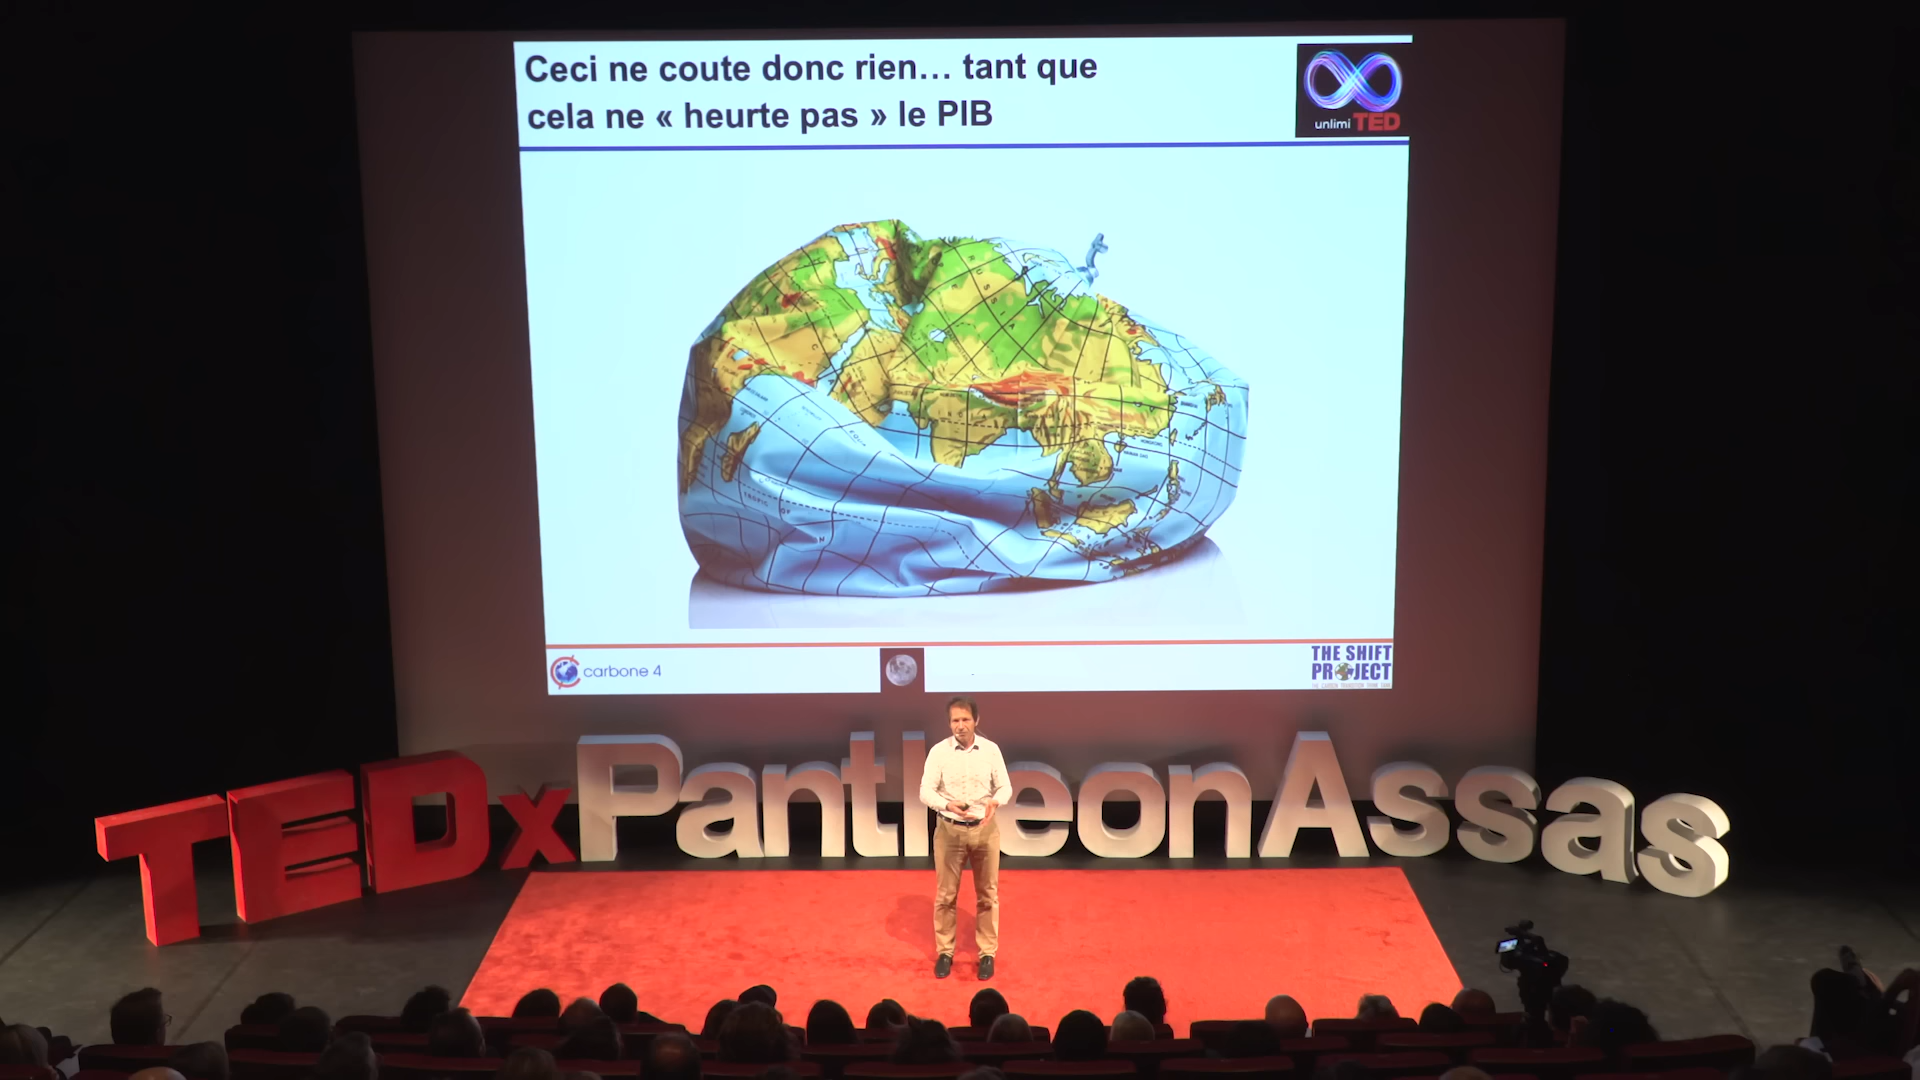 Ceci ne coute donc rien… tant que
cela ne « heurte pas » le PIB
unlimiTED
carbone 4
THE SHIFT
PROJECT
TEDxPantheonAssas